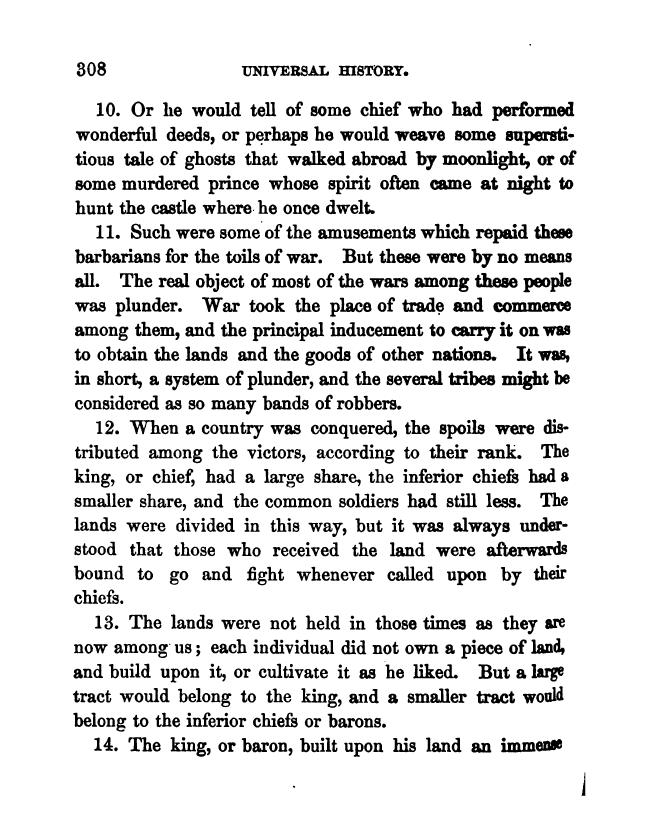 308 UNIVERSAL HISTORY.
10. Or he would tell of some chief who had performed
wonderful deeds, or perhaps he would weave some supersti-
tious tale of ghosts that walked abroad by moonlight, or of
some murdered prince whose spirit often came at night to
hunt the castle where he once dwelt.
11. Such were some of the amusements which repaid these
barbarians for the toils of war. But these were by no means
all. The real object of most of the wars among these people
was plunder. War took the place of trade and commerce
among them, and the principal inducement to carry it on was
to obtain the lands and the goods of other nations. It was,
in short, a system of plunder, and the several tribes might be
considered as so many bands of robbers.
12. When a country was conquered, the spoils were dis-
tributed among the victors, according to their rank. The
king, or chief, had a large share, the inferior chiefs had a
smaller share, and the common soldiers had still less. The
lands were divided in this way, but it was always under-
stood that those who received the land were afterwards
bound to go and fight whenever called upon by their
chiefs.
13. The lands were not held in those times as they are
now among us; each individual did not own a piece of land,
and build upon it, or cultivate it as he liked. But a large
tract would belong to the king, and a smaller tract would
belong to the inferior chiefs or barons.
14. The king, or baron, built upon his land an immense